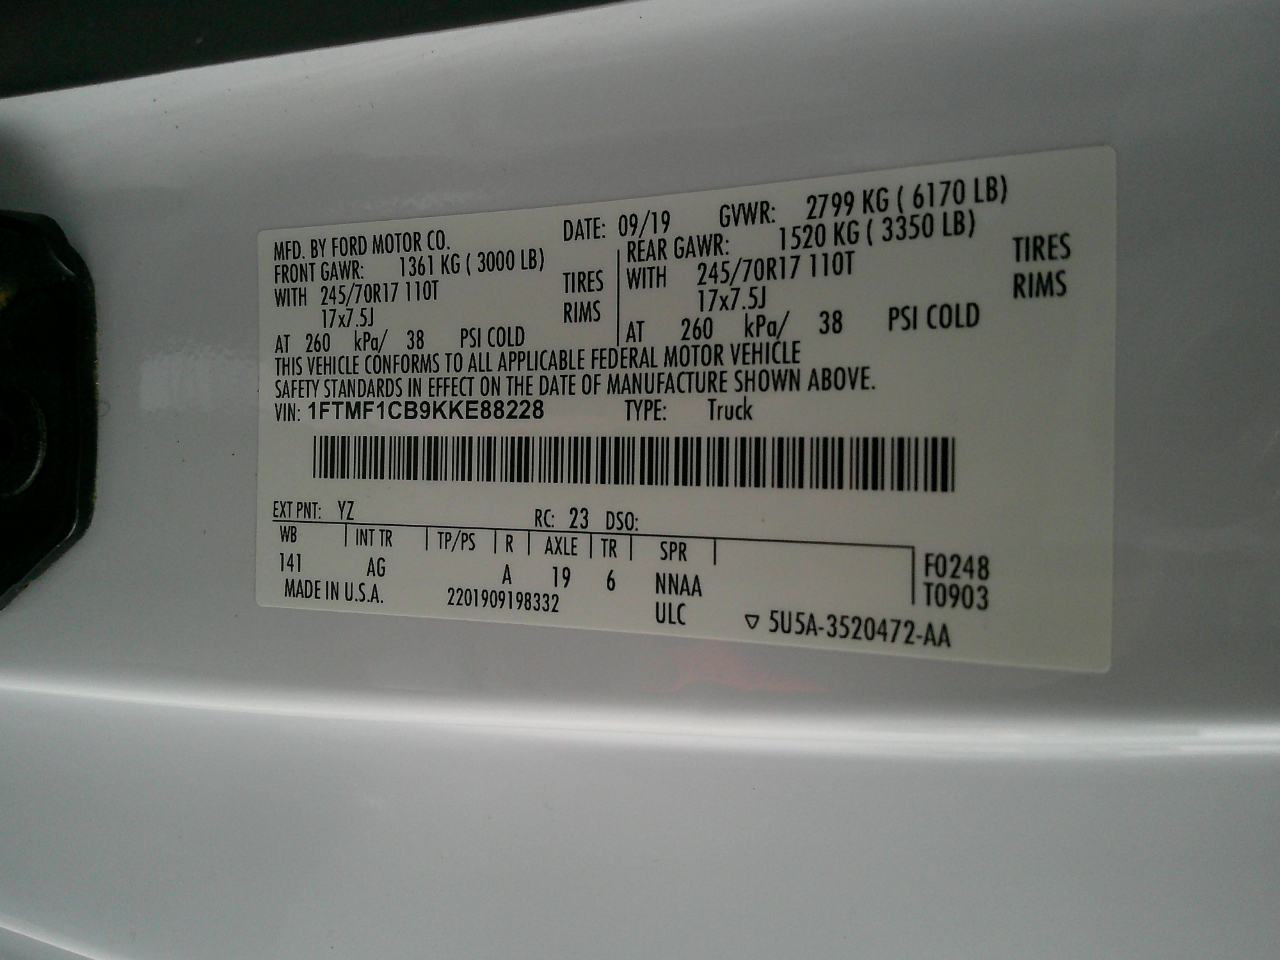 MFD. BY FORD MOTOR CO. DATE: 09/19 GVWR: 2799 KG ( 6170 LB)
FRONT GAWR: 1361 KG ( 3000 LB) REAR GAWR: 1520 KG ( 3350 LB)
WITH 245/70R17 110T TIRES WITH 245/70R17 110T TIRES
17x7.5J RIMS 17x7.5J RIMS
AT 260 kPa/ 38 PSI COLD AT 260 kPa/ 38 PSI COLD
THIS VEHICLE CONFORMS TO ALL APPLICABLE FEDERAL MOTOR VEHICLE
SAFETY STANDARDS IN EFFECT ON THE DATE OF MANUFACTURE SHOWN ABOVE.
VIN: 1FTMF1CB9KKE88228 TYPE: Truck
EXT PNT: YZ RC: 23 DSO:
WB INT TR TP/PS R AXLE TR SPR
141 AG A 19 6 NNAA F0248
MADE IN U.S.A. 2201909198332 ULC T0903
▽ 5U5A-3520472-AA